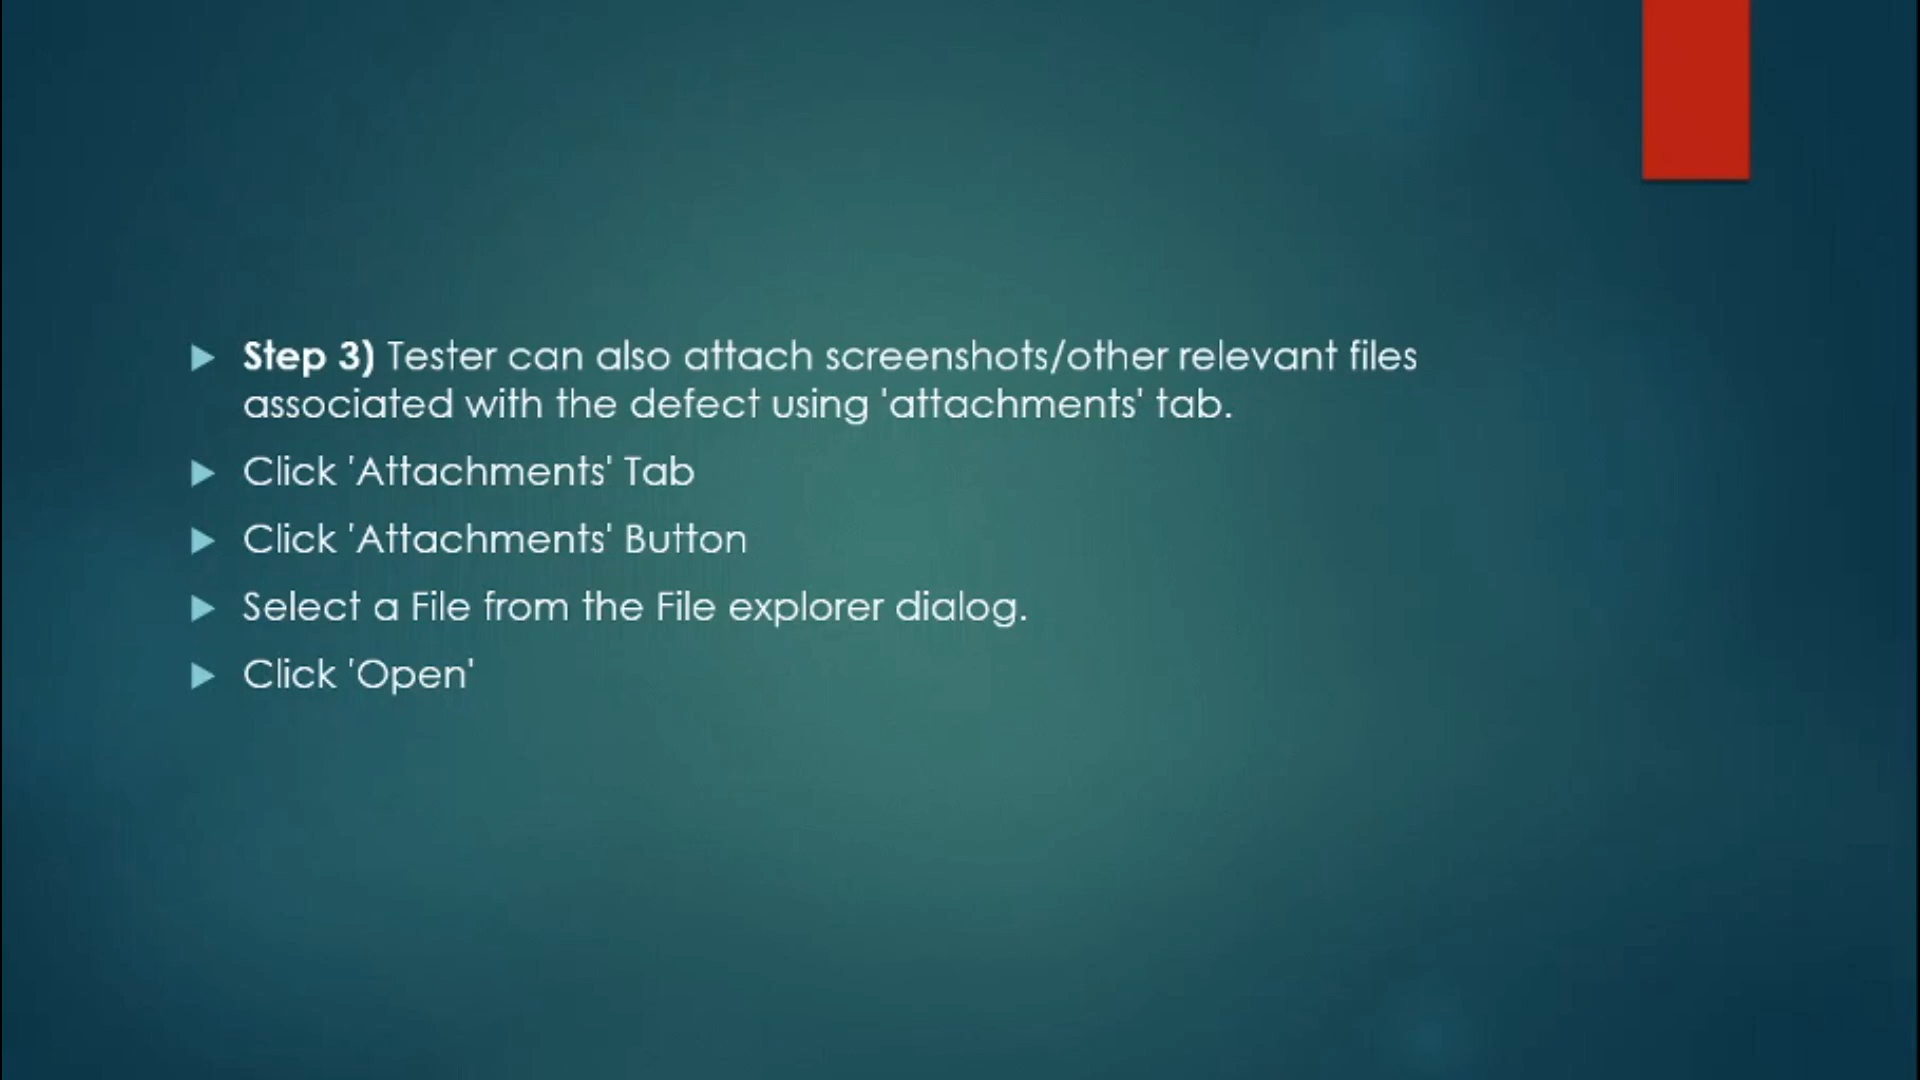 Step 3) Tester can also attach screenshots/other relevant files
associated with the defect using 'attachments' tab.
Click 'Attachments' Tab
Click 'Attachments' Button
Select a File from the File explorer dialog.
Click 'Open'